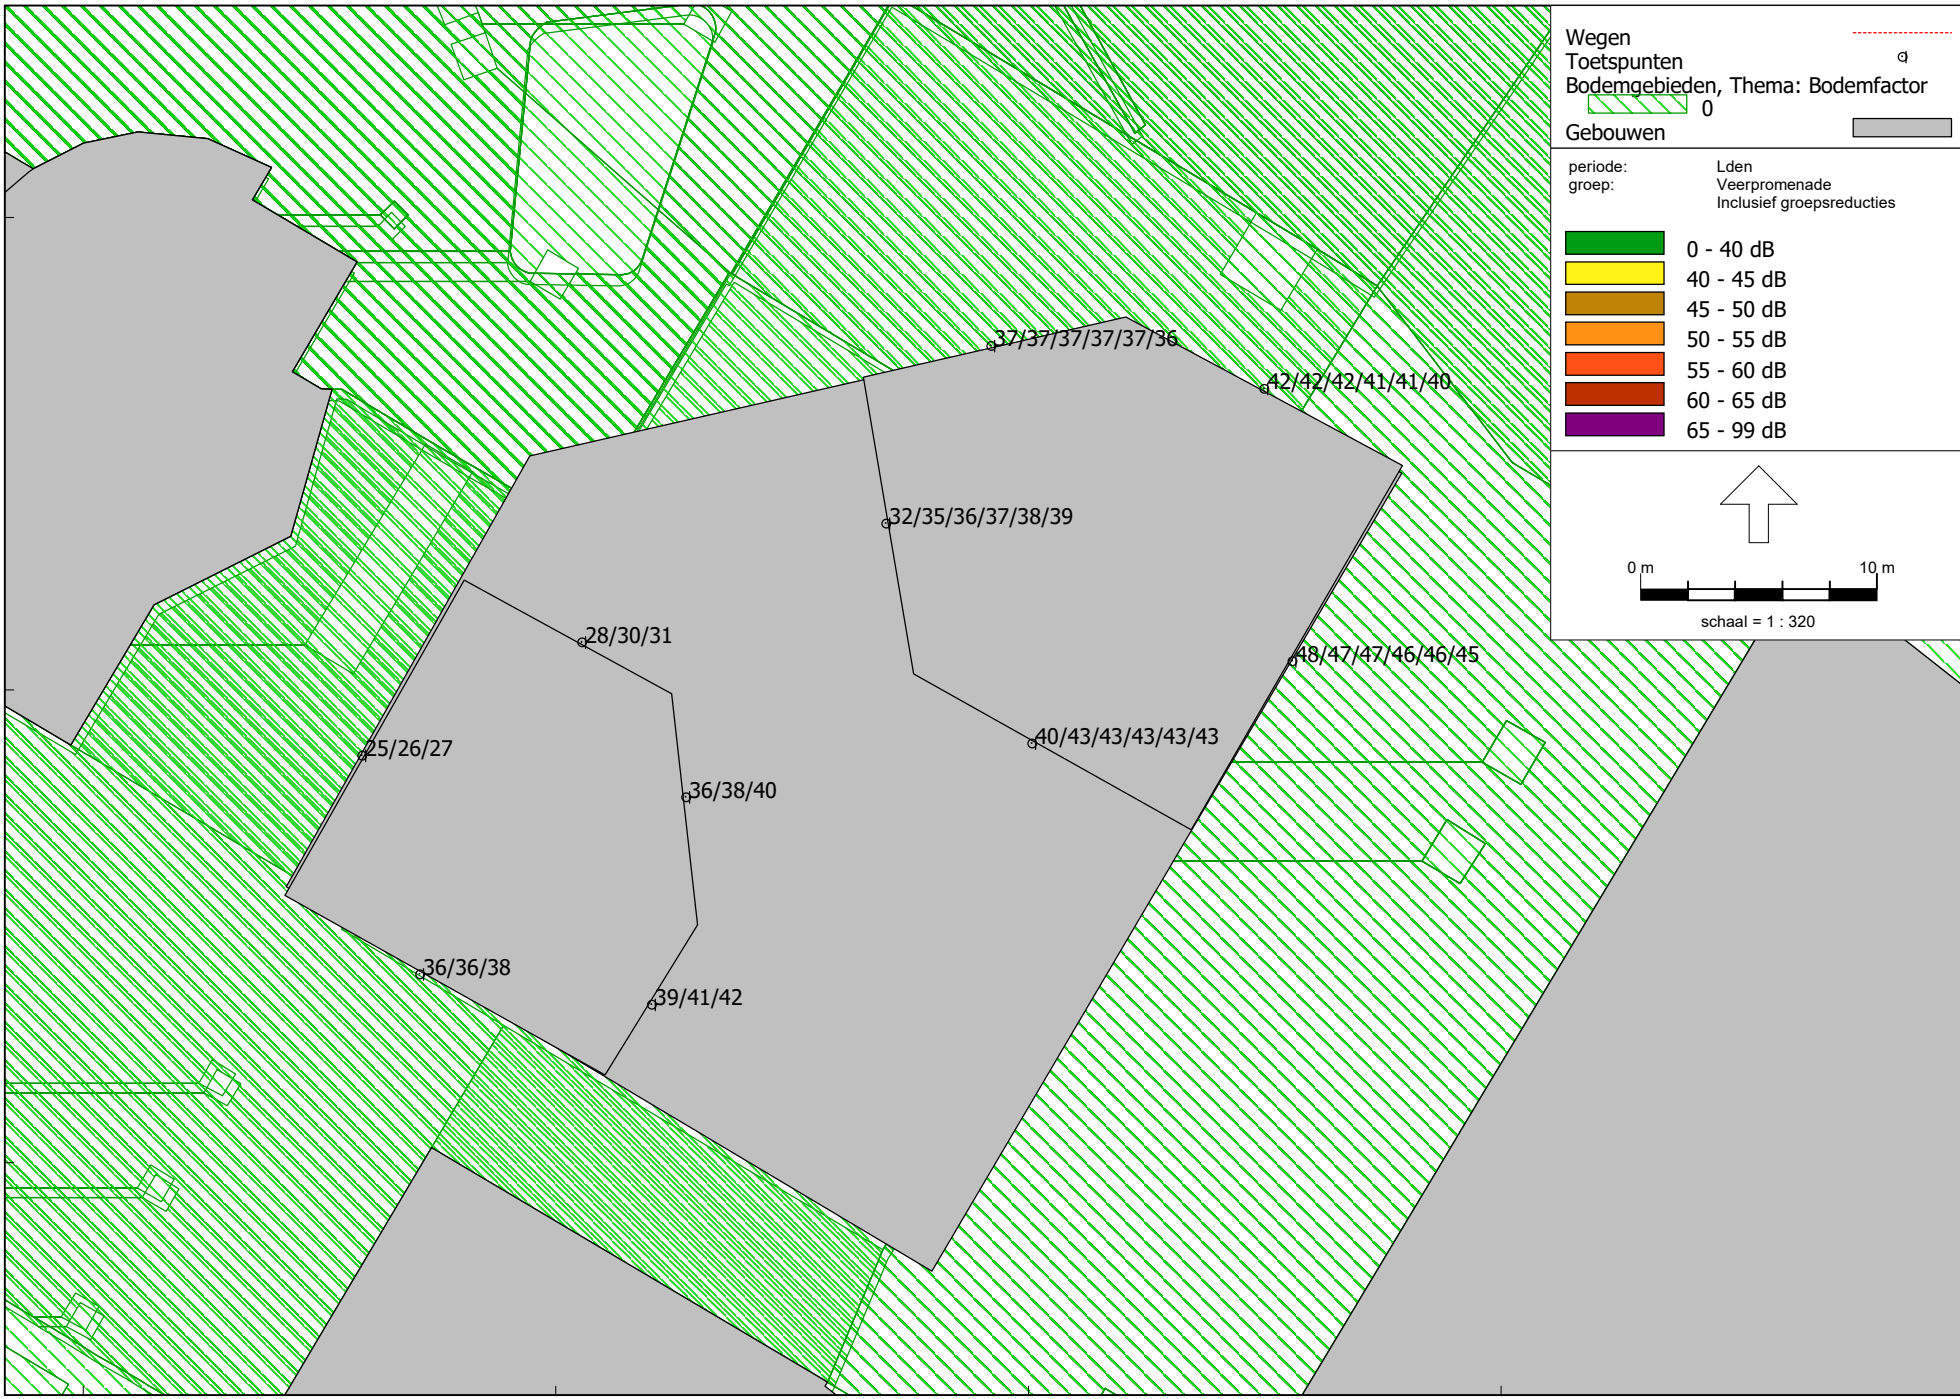 Wegen
Toetspunten
Bodemgebieden, Thema: Bodemfactor
0
Gebouwen
periode: Lden
groep: Veerpromenade
Inclusief groepsreducties
0 - 40 dB
40 - 45 dB
45 - 50 dB
50 - 55 dB
55 - 60 dB
60 - 65 dB
65 - 99 dB
0 m 10 m
schaal = 1 : 320
37/37/37/37/37/36
42/42/42/41/41/40
32/35/36/37/38/39
28/30/31
48/47/47/46/46/45
25/26/27
40/43/43/43/43/43
36/38/40
36/36/38
39/41/42